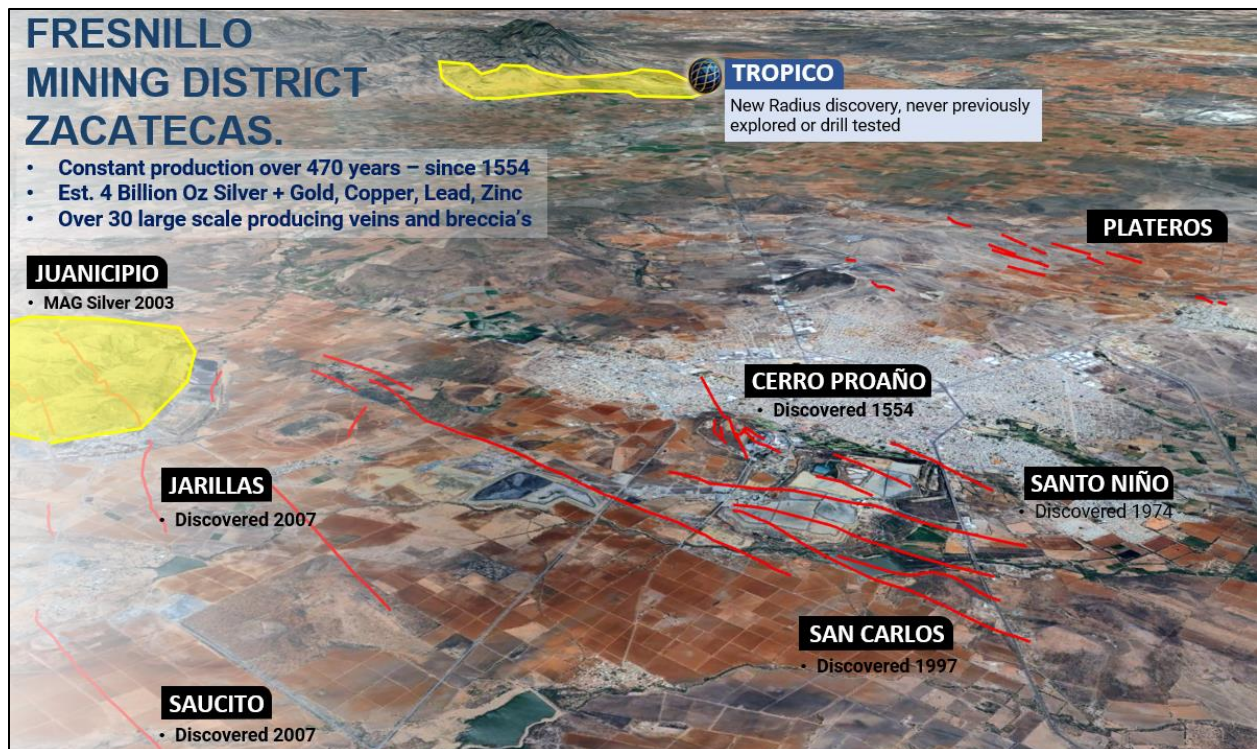 FRESNILLO
MINING DISTRICT
ZACATECAS.
• Constant production over 470 years – since 1554
• Est. 4 Billion Oz Silver + Gold, Copper, Lead, Zinc
• Over 30 large scale producing veins and breccia's
TROPICO
New Radius discovery, never previously
explored or drill tested
PLATEROS
JUANICIPIO
• MAG Silver 2003
CERRO PROAÑO
• Discovered 1554
JARILLAS
• Discovered 2007
SANTO NIÑO
• Discovered 1974
SAN CARLOS
• Discovered 1997
SAUCITO
• Discovered 2007